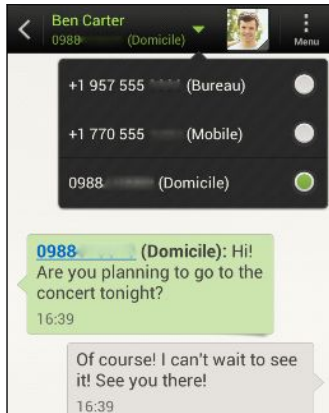 Ben Carter
0988 (Domicile)
Menu
+1 957 555 (Bureau)
+1 770 555 (Mobile)
0988 (Domicile)
0988 (Domicile): Hi!
Are you planning to go to the
concert tonight?
16:39
Of course! I can't wait to see
it! See you there!
16:39